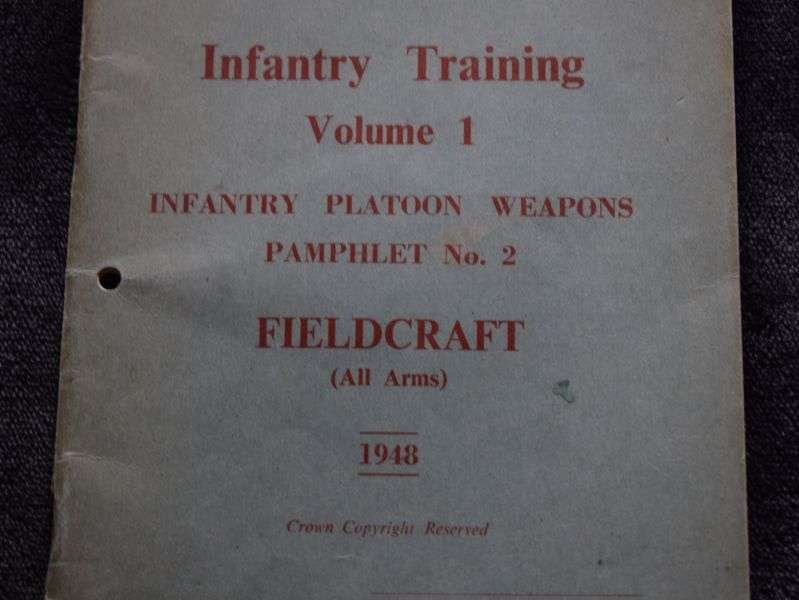 Infantry Training
Volume 1
INFANTRY PLATOON WEAPONS
PAMPHLET No. 2
FIELDCRAFT
(All Arms)
1948
Crown Copyright Reserved